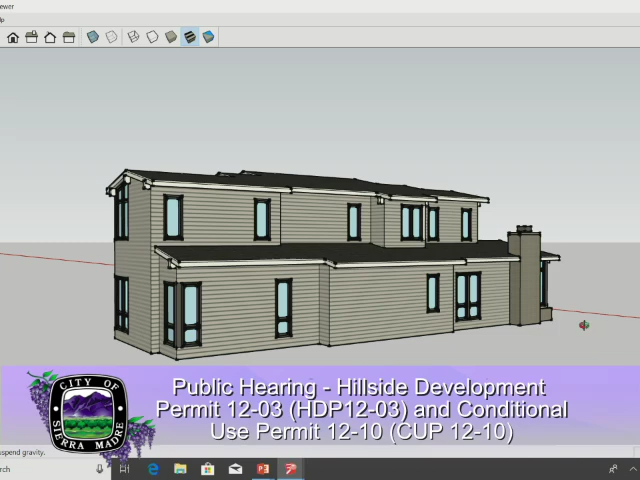 ewer
lp
Public Hearing - Hillside Development
Permit 12-03 (HDP12-03) and Conditional
Use Permit 12-10 (CUP 12-10)
CITY OF
SIERRA MADRE
spend gravity.
rch